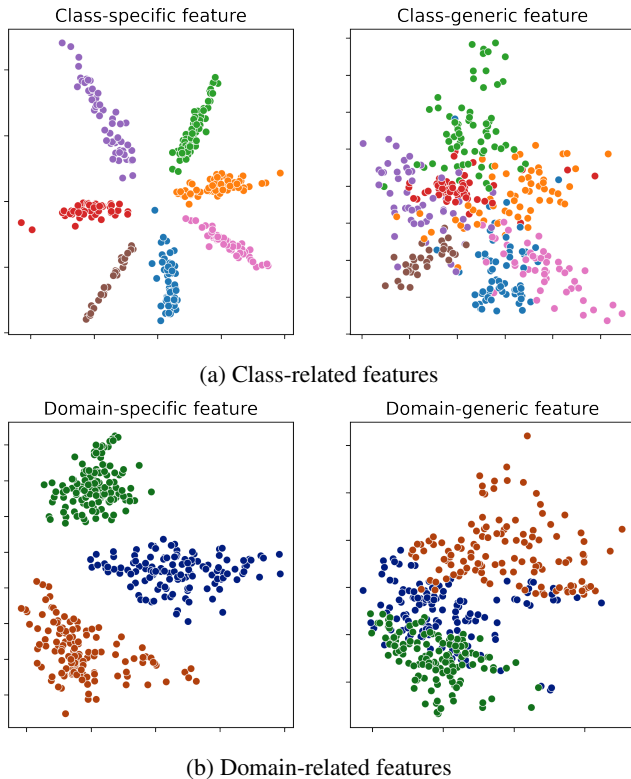 Class-specific feature
Class-generic feature
(a) Class-related features
Domain-specific feature
Domain-generic feature
(b) Domain-related features